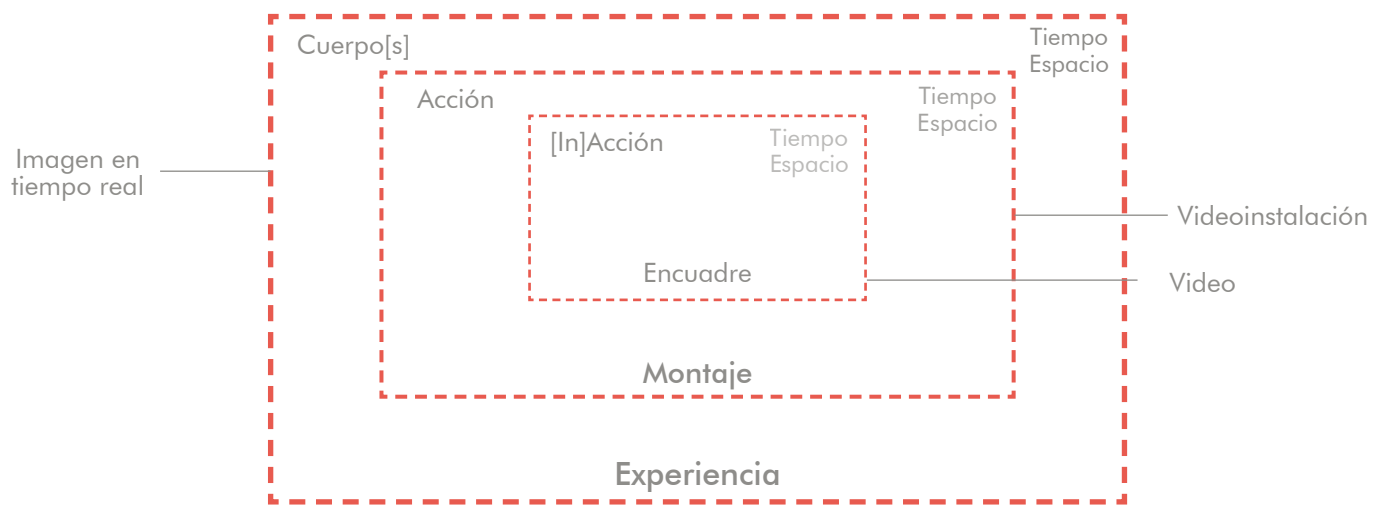 Cuerpo[s]
Tiempo
Espacio
Acción
Tiempo
Espacio
[In]Acción
Tiempo
Espacio
Imagen en
tiempo real
Videoinstalación
Encuadre
Video
Montaje
Experiencia